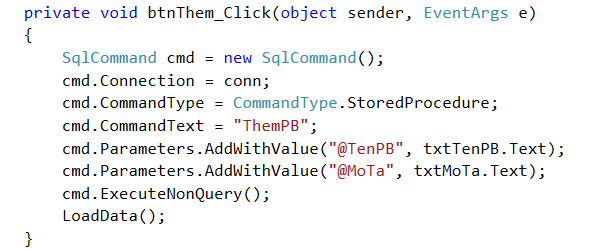 private void btnThem_Click(object sender, EventArgs e)
{
SqlCommand cmd = new SqlCommand();
cmd.Connection = conn;
cmd.CommandType = CommandType.StoredProcedure;
cmd.CommandText = "ThemPB";
cmd.Parameters.AddWithValue("@TenPB", txtTenPB.Text);
cmd.Parameters.AddWithValue("@MoTa", txtMoTa.Text);
cmd.ExecuteNonQuery();
LoadData();
}